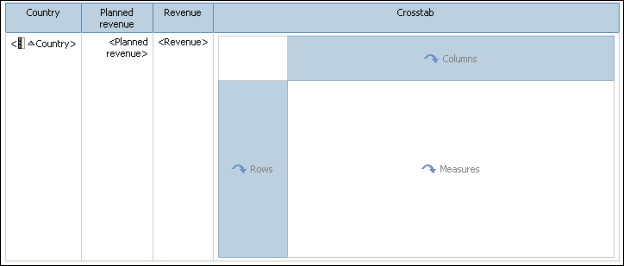 Country Planned revenue Revenue Crosstab
<Country> <Planned revenue> <Revenue>
Columns
Rows Measures